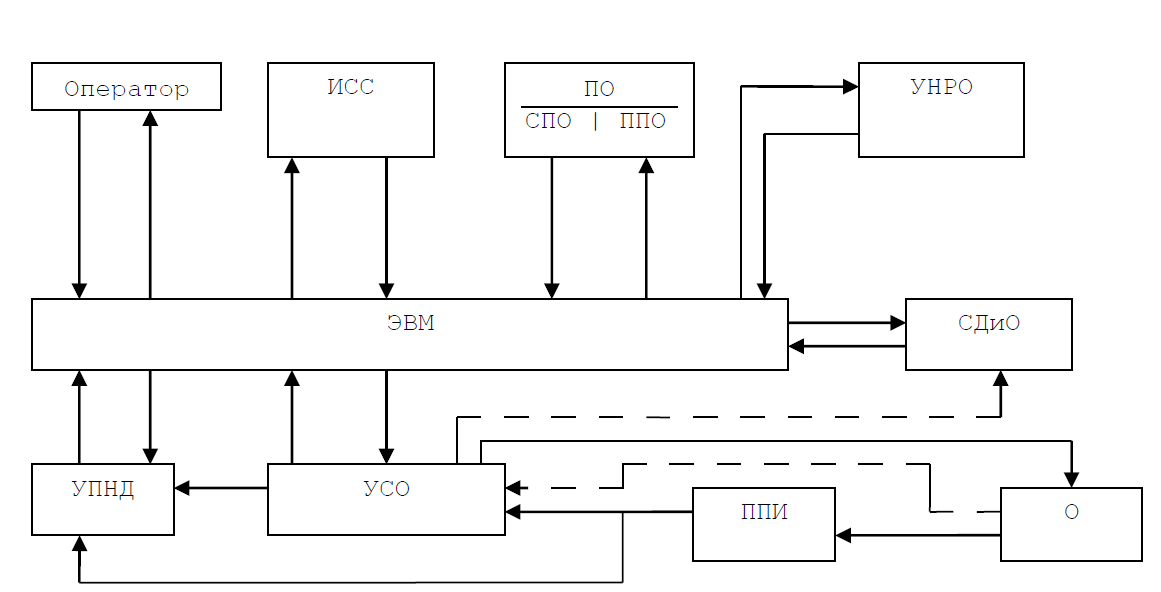 Оператор
ИСС
ПО
СПО | ППО
УНРО
ЭВМ
СДиО
УПНД
УСО
ППИ
О